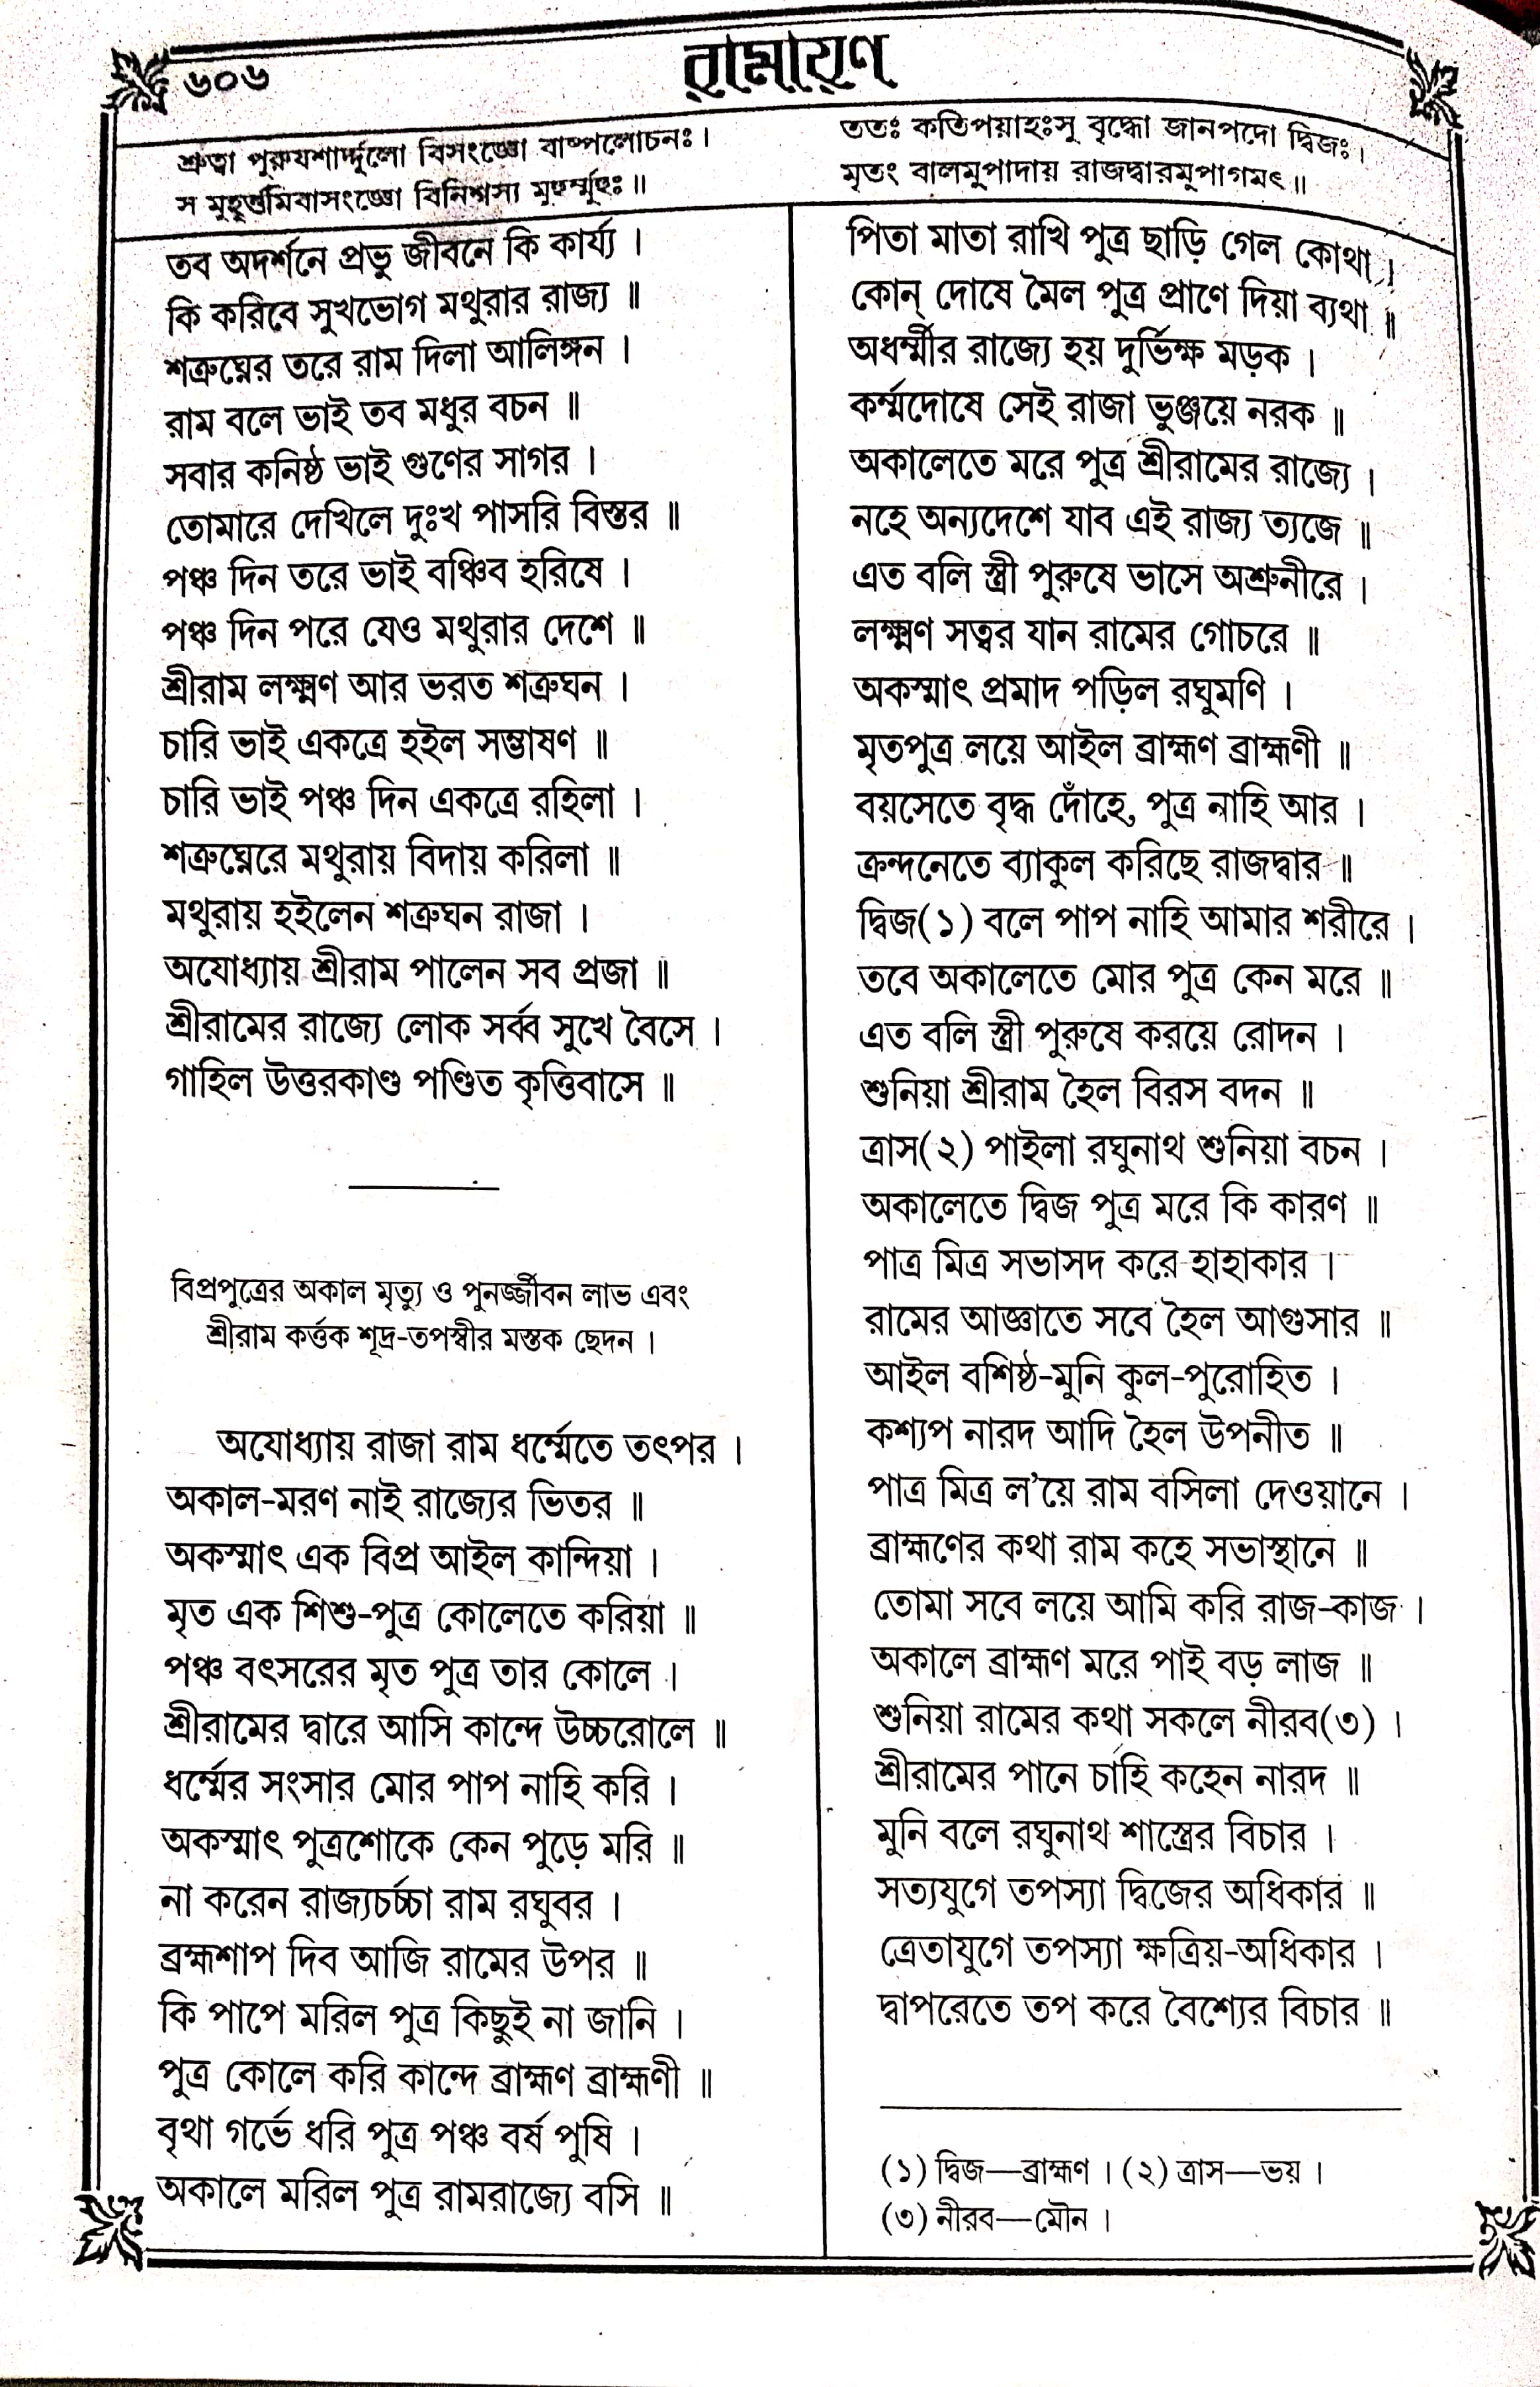 ৬০৬
রামায়ণ
শ্রুত্বা পুরুষশার্দ্দূলো বিসংজ্ঞো বাষ্পলোচনঃ।
স মুহূর্ত্তমিবাসংজ্ঞো বিনিশ্বস্য মুহুর্ম্মুহুঃ॥
ততঃ কতিপয়াহঃসু বৃদ্ধো জানপদো দ্বিজঃ।
মৃতং বালমুপাদায় রাজদ্বারমুপাগমৎ॥
তব অদর্শনে প্রভু জীবনে কি কার্য্য।
কি করিবে সুখভোগ মথুরার রাজ্য॥
শত্রুঘ্নের তরে রাম দিলা আলিঙ্গন।
রাম বলে ভাই তব মধুর বচন॥
সবার কনিষ্ঠ ভাই গুণের সাগর।
তোমারে দেখিলে দুঃখ পাসরি বিস্তর॥
পঞ্চ দিন তরে ভাই বঞ্চিব হরিষে।
পঞ্চ দিন পরে যেও মথুরার দেশে॥
শ্রীরাম লক্ষ্মণ আর ভরত শত্রুঘন।
চারি ভাই একত্রে হইল সম্ভাষণ॥
চারি ভাই পঞ্চ দিন একত্রে রহিলা।
শত্রুঘ্নেরে মথুরায় বিদায় করিলা॥
মথুরায় হইলেন শত্রুঘন রাজা।
অযোধ্যায় শ্রীরাম পালেন সব প্রজা॥
শ্রীরামের রাজ্যে লোক সর্ব্ব সুখে বৈসে।
গাহিল উত্তরকাণ্ড পণ্ডিত কৃত্তিবাসে॥
বিপ্রপুত্রের অকাল মৃত্যু ও পুনর্জ্জীবন লাভ এবং
শ্রীরাম কর্ত্তৃক শূদ্র-তপস্বীর মস্তক ছেদন।
অযোধ্যায় রাজা রাম ধর্ম্মেতে তৎপর।
অকাল-মরণ নাই রাজ্যের ভিতর॥
অকস্মাৎ এক বিপ্র আইল কান্দিয়া।
মৃত এক শিশু-পুত্র কোলেতে করিয়া॥
পঞ্চ বৎসরের মৃত পুত্র তার কোলে।
শ্রীরামের দ্বারে আসি কান্দে উচ্চরোলে॥
ধর্ম্মের সংসার মোর পাপ নাহি করি।
অকস্মাৎ পুত্রশোকে কেন পুড়ে মরি॥
না করেন রাজ্যচর্চ্চা রাম রঘুবর।
ব্রহ্মশাপ দিব আজি রামের উপর॥
কি পাপে মরিল পুত্র কিছুই না জানি।
পুত্র কোলে করি কান্দে ব্রাহ্মণ ব্রাহ্মণী॥
বৃথা গর্ভে ধরি পুত্র পঞ্চ বর্ষ পুষি।
অকালে মরিল পুত্র রামরাজ্যে বসি॥
পিতা মাতা রাখি পুত্র ছাড়ি গেল কোথা।
কোন্ দোষে মৈল পুত্র প্রাণে দিয়া ব্যথা॥
অধর্ম্মীর রাজ্যে হয় দুর্ভিক্ষ মড়ক।
কর্ম্মদোষে সেই রাজা ভুঞ্জয়ে নরক॥
অকালেতে মরে পুত্র শ্রীরামের রাজ্যে।
নহে অন্যদেশে যাব এই রাজ্য ত্যজে॥
এত বলি স্ত্রী পুরুষে ভাসে অশ্রুনীরে।
লক্ষ্মণ সত্বর যান রামের গোচরে॥
অকস্মাৎ প্রমাদ পড়িল রঘুমণি।
মৃতপুত্র লয়ে আইল ব্রাহ্মণ ব্রাহ্মণী॥
বয়সেতে বৃদ্ধ দোঁহে, পুত্র নাহি আর।
ক্রন্দনেতে ব্যাকুল করিছে রাজদ্বার॥
দ্বিজ(১) বলে পাপ নাহি আমার শরীরে।
তবে অকালেতে মোর পুত্র কেন মরে॥
এত বলি স্ত্রী পুরুষে করয়ে রোদন।
শুনিয়া শ্রীরাম হৈল বিরস বদন॥
ত্রাস(২) পাইলা রঘুনাথ শুনিয়া বচন।
অকালেতে দ্বিজ পুত্র মরে কি কারণ॥
পাত্র মিত্র সভাসদ করে হাহাকার।
রামের আজ্ঞাতে সবে হৈল আগুসার॥
আইল বশিষ্ঠ-মুনি কুল-পুরোহিত।
কশ্যপ নারদ আদি হৈল উপনীত॥
পাত্র মিত্র ল'য়ে রাম বসিলা দেওয়ানে।
ব্রাহ্মণের কথা রাম কহে সভাস্থানে॥
তোমা সবে লয়ে আমি করি রাজ-কাজ।
অকালে ব্রাহ্মণ মরে পাই বড় লাজ॥
শুনিয়া রামের কথা সকলে নীরব(৩)।
শ্রীরামের পানে চাহি কহেন নারদ॥
মুনি বলে রঘুনাথ শাস্ত্রের বিচার।
সত্যযুগে তপস্যা দ্বিজের অধিকার॥
ত্রেতাযুগে তপস্যা ক্ষত্রিয়-অধিকার।
দ্বাপরেতে তপ করে বৈশ্যের বিচার॥
(১) দ্বিজ—ব্রাহ্মণ। (২) ত্রাস—ভয়।
(৩) নীরব—মৌন।